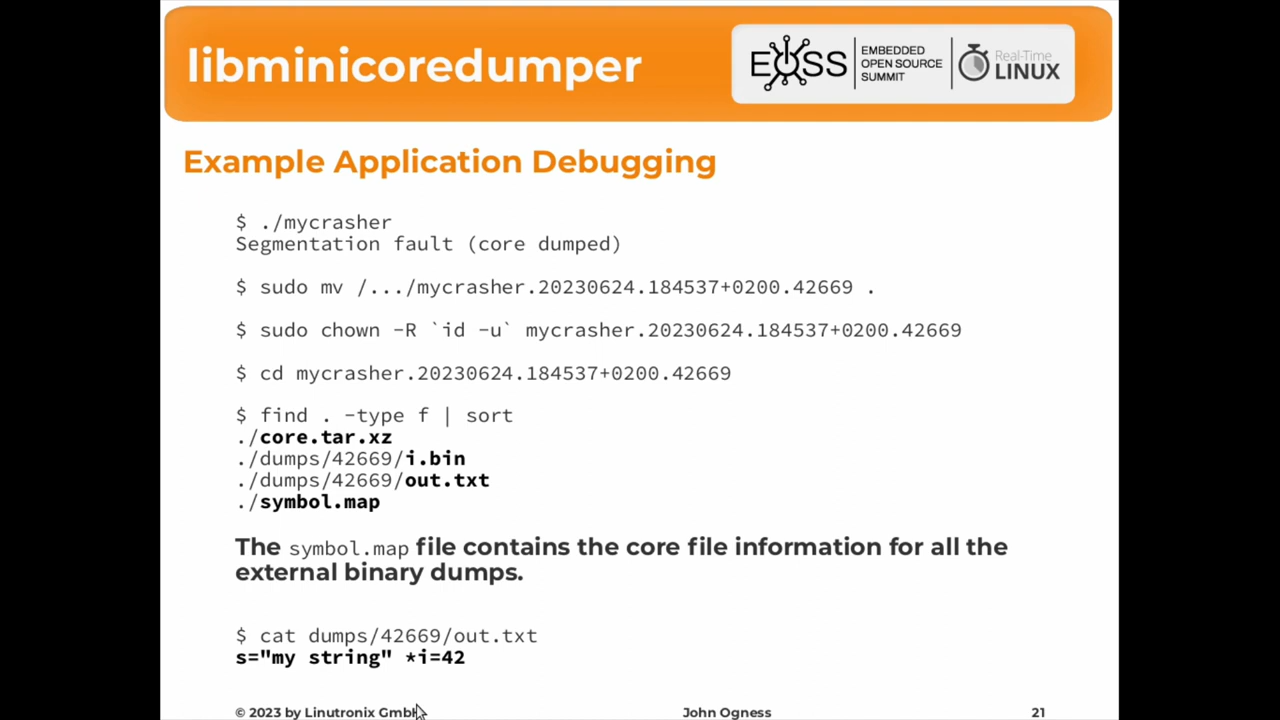 libminicoredumper
EOSS
EMBEDDED
OPEN SOURCE
SUMMIT
Real-Time
LINUX
Example Application Debugging
$ ./mycrasher
Segmentation fault (core dumped)
$ sudo mv /.../mycrasher.20230624.184537+0200.42669 .
$ sudo chown -R `id -u` mycrasher.20230624.184537+0200.42669
$ cd mycrasher.20230624.184537+0200.42669
$ find . -type f | sort
./core.tar.xz
./dumps/42669/i.bin
./dumps/42669/out.txt
./symbol.map
The symbol.map file contains the core file information for all the
external binary dumps.
$ cat dumps/42669/out.txt
s="my string" *i=42
© 2023 by Linutronix GmbH John Ogness 21